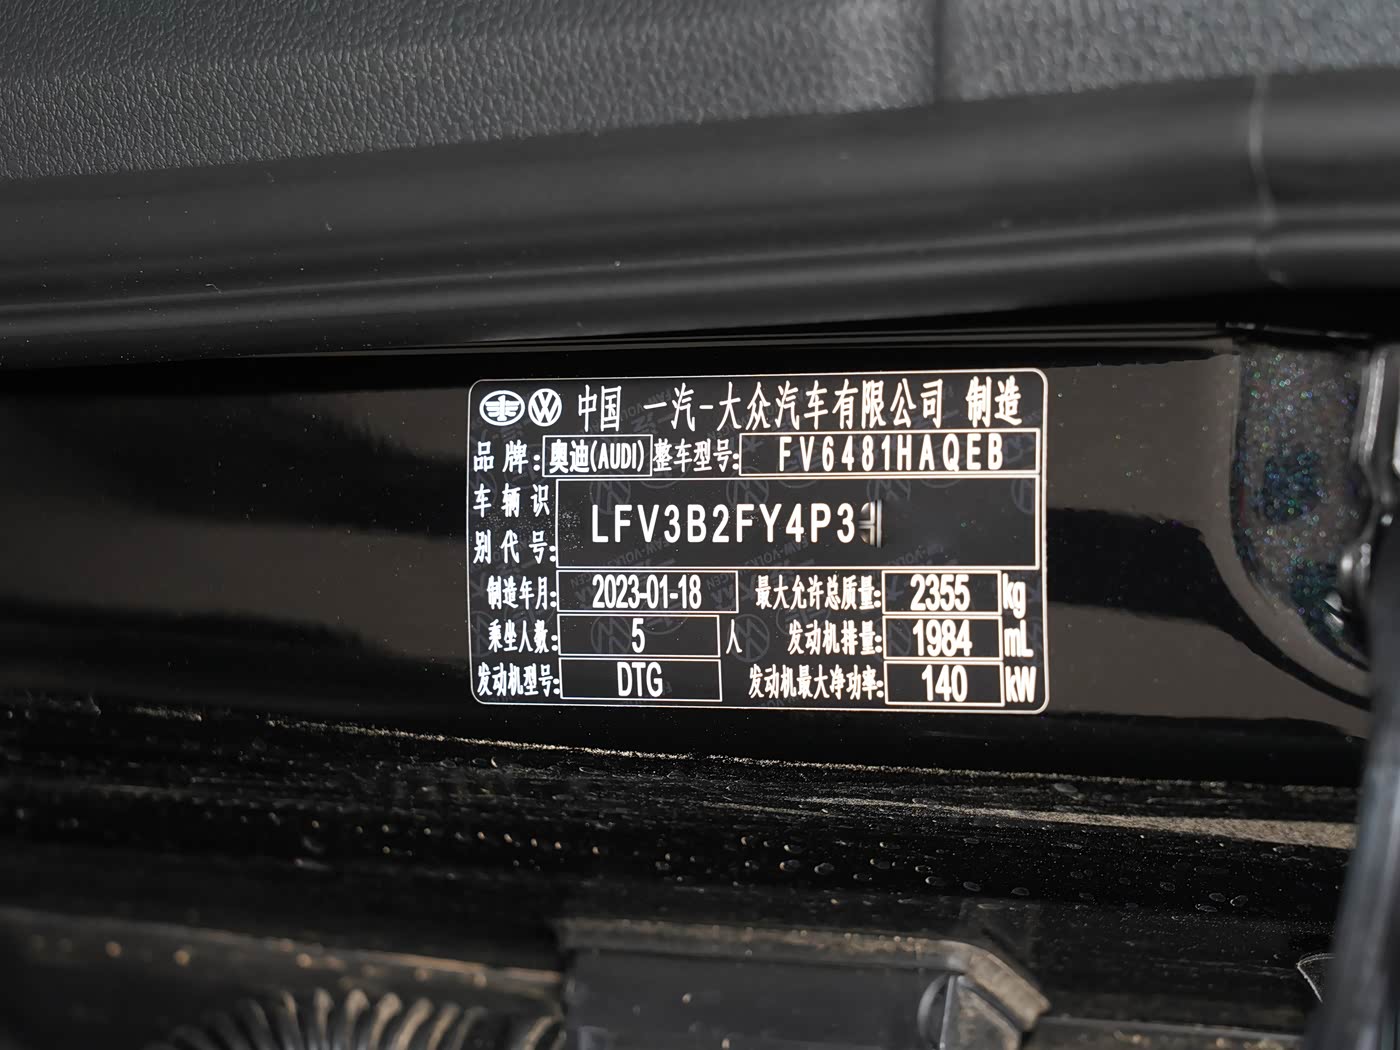 中国 一汽-大众汽车有限公司 制造
品牌: 奥迪(AUDI) 整车型号: FV6481HAQEB
车辆识别代号: LFV3B2FY4P3
制造年月: 2023-01-18 最大允许总质量: 2355 kg
乘坐人数: 5 人 发动机排量: 1984 mL
发动机型号: DTG 发动机最大净功率: 140 kW